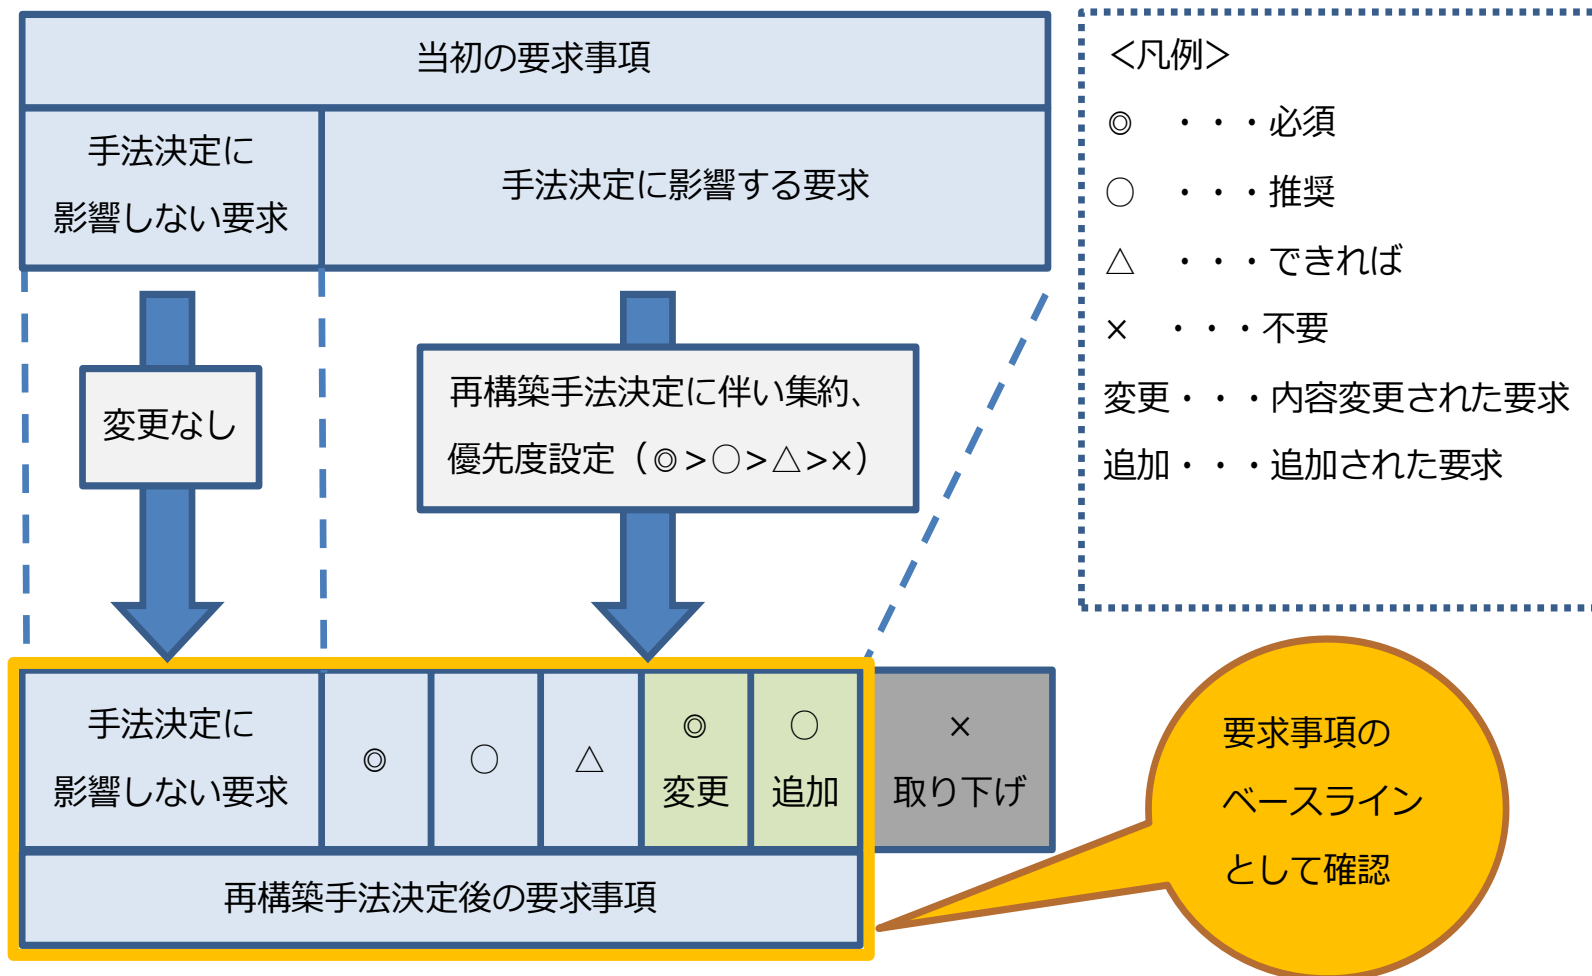 当初の要求事項
手法決定に
影響しない要求
手法決定に影響する要求
変更なし
再構築手法決定に伴い集約、
優先度設定（◎>○>△>×）
手法決定に
影響しない要求
◎
○
△
◎
変更
○
追加
×
取り下げ
再構築手法決定後の要求事項
＜凡例＞
◎　・・・必須
○　・・・推奨
△　・・・できれば
×　・・・不要
変更・・・内容変更された要求
追加・・・追加された要求
要求事項の
ベースライン
として確認